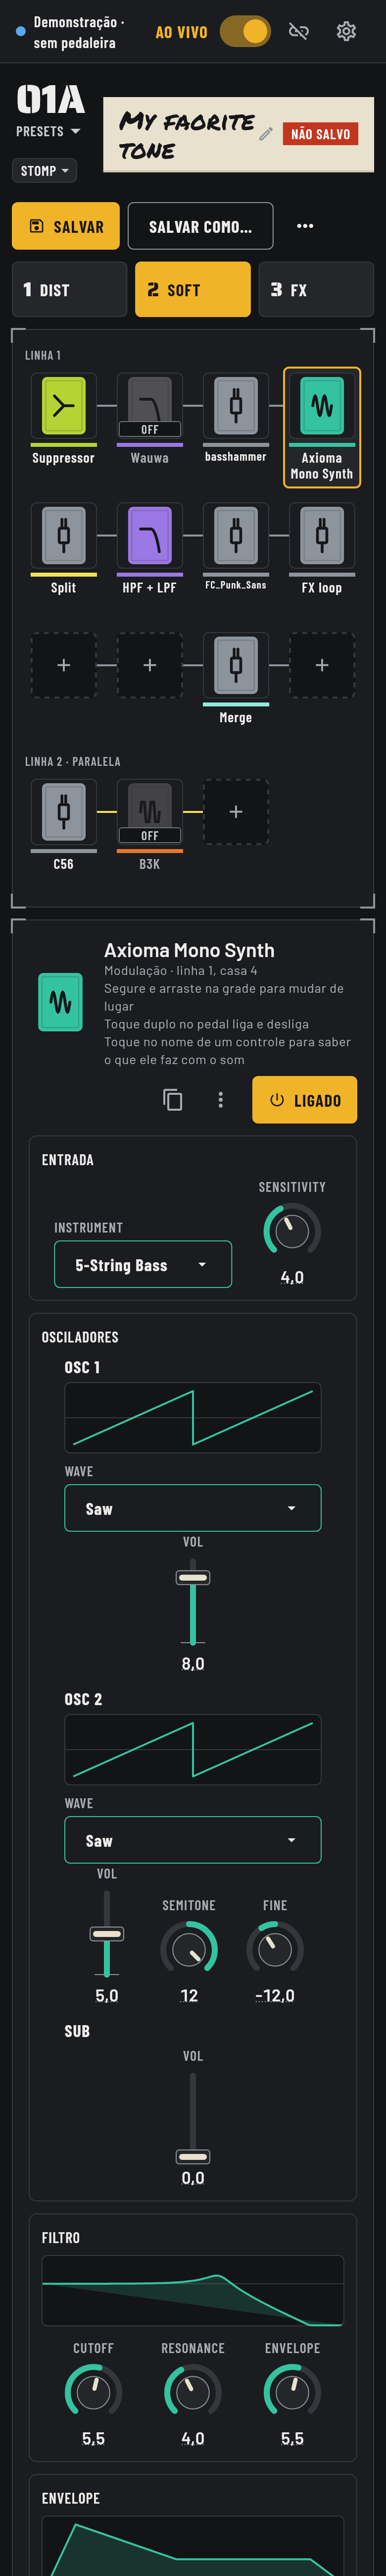 Demonstração ·
sem pedaleira
AO VIVO
01A
PRESETS
STOMP
My faorite
tone
NÃO SALVO
SALVAR
SALVAR COMO...
1 DIST
2 SOFT
3 FX
LINHA 1
OFF
Suppressor
Wauwa
basshammer
Axioma
Mono Synth
Split
HPF + LPF
FC_Punk_Sans
FX loop
Merge
LINHA 2 · PARALELA
OFF
C56
B3K
Axioma Mono Synth
Modulação · linha 1, casa 4
Segure e arraste na grade para mudar de
lugar
Toque duplo no pedal liga e desliga
Toque no nome de um controle para saber
o que ele faz com o som
LIGADO
ENTRADA
INSTRUMENT
5-String Bass
SENSITIVITY
4,0
OSCILADORES
OSC 1
WAVE
Saw
VOL
8,0
OSC 2
WAVE
Saw
VOL
SEMITONE
FINE
5,0
12
-12,0
SUB
VOL
0,0
FILTRO
CUTOFF
RESONANCE
ENVELOPE
5,5
4,0
5,5
ENVELOPE